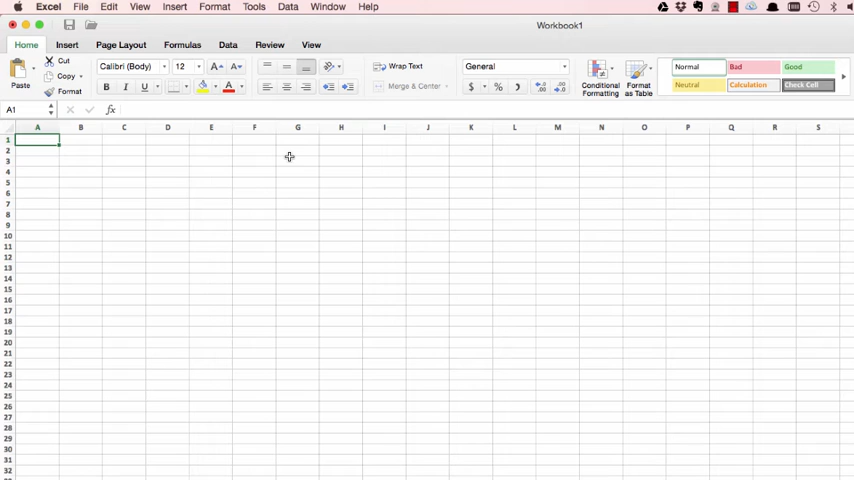 Excel File Edit View Insert Format Tools Data Window Help
Workbook1
Home Insert Page Layout Formulas Data Review View
Paste Cut Copy Format
Calibri (Body) 12 A A
B I U A
Wrap Text
Merge & Center
General
$ % )
Conditional Formatting
Format as Table
Normal Bad Good
Neutral Calculation Check Cell
A1 fx
A B C D E F G H I J K L M N O P Q R S
1
2
3
4
5
6
7
8
9
10
11
12
13
14
15
16
17
18
19
20
21
22
23
24
25
26
27
28
29
30
31
32